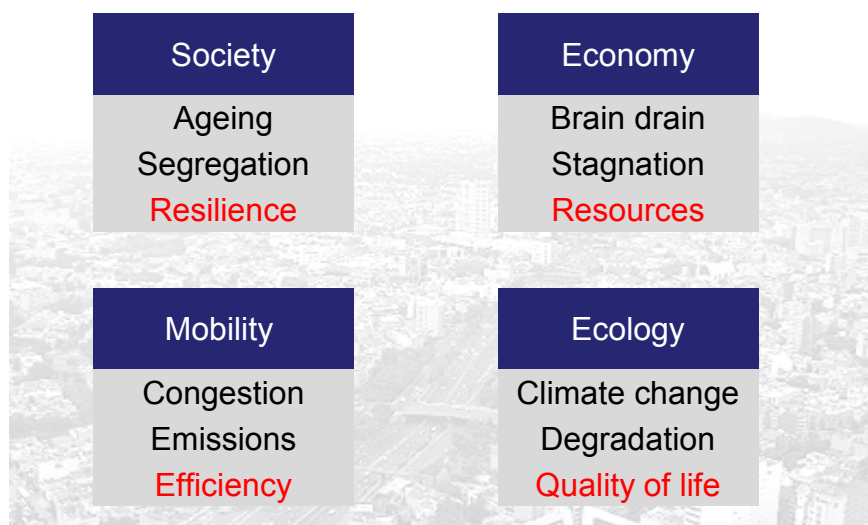 Society
Ageing
Segregation
Resilience
Economy
Brain drain
Stagnation
Resources
Mobility
Congestion
Emissions
Efficiency
Ecology
Climate change
Degradation
Quality of life